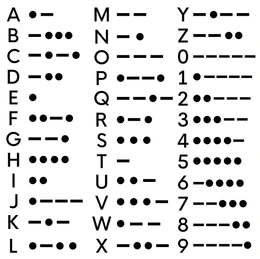 A ●—
B —●●●
C —●—●
D —●●
E ●
F ●●—●
G ——●
H ●●●●
I ●●
J ●———
K —●—
L ●—●●
M ——
N —●
O ———
P ●——●
Q ——●—
R ●—●
S ●●●
T —
U ●●—
V ●●●—
W ●——
X —●●—
Y —●——
Z ——●●
0 —————
1 ●————
2 ●●———
3 ●●●——
4 ●●●●—
5 ●●●●●
6 —●●●●
7 ——●●●
8 ———●●
9 ————●